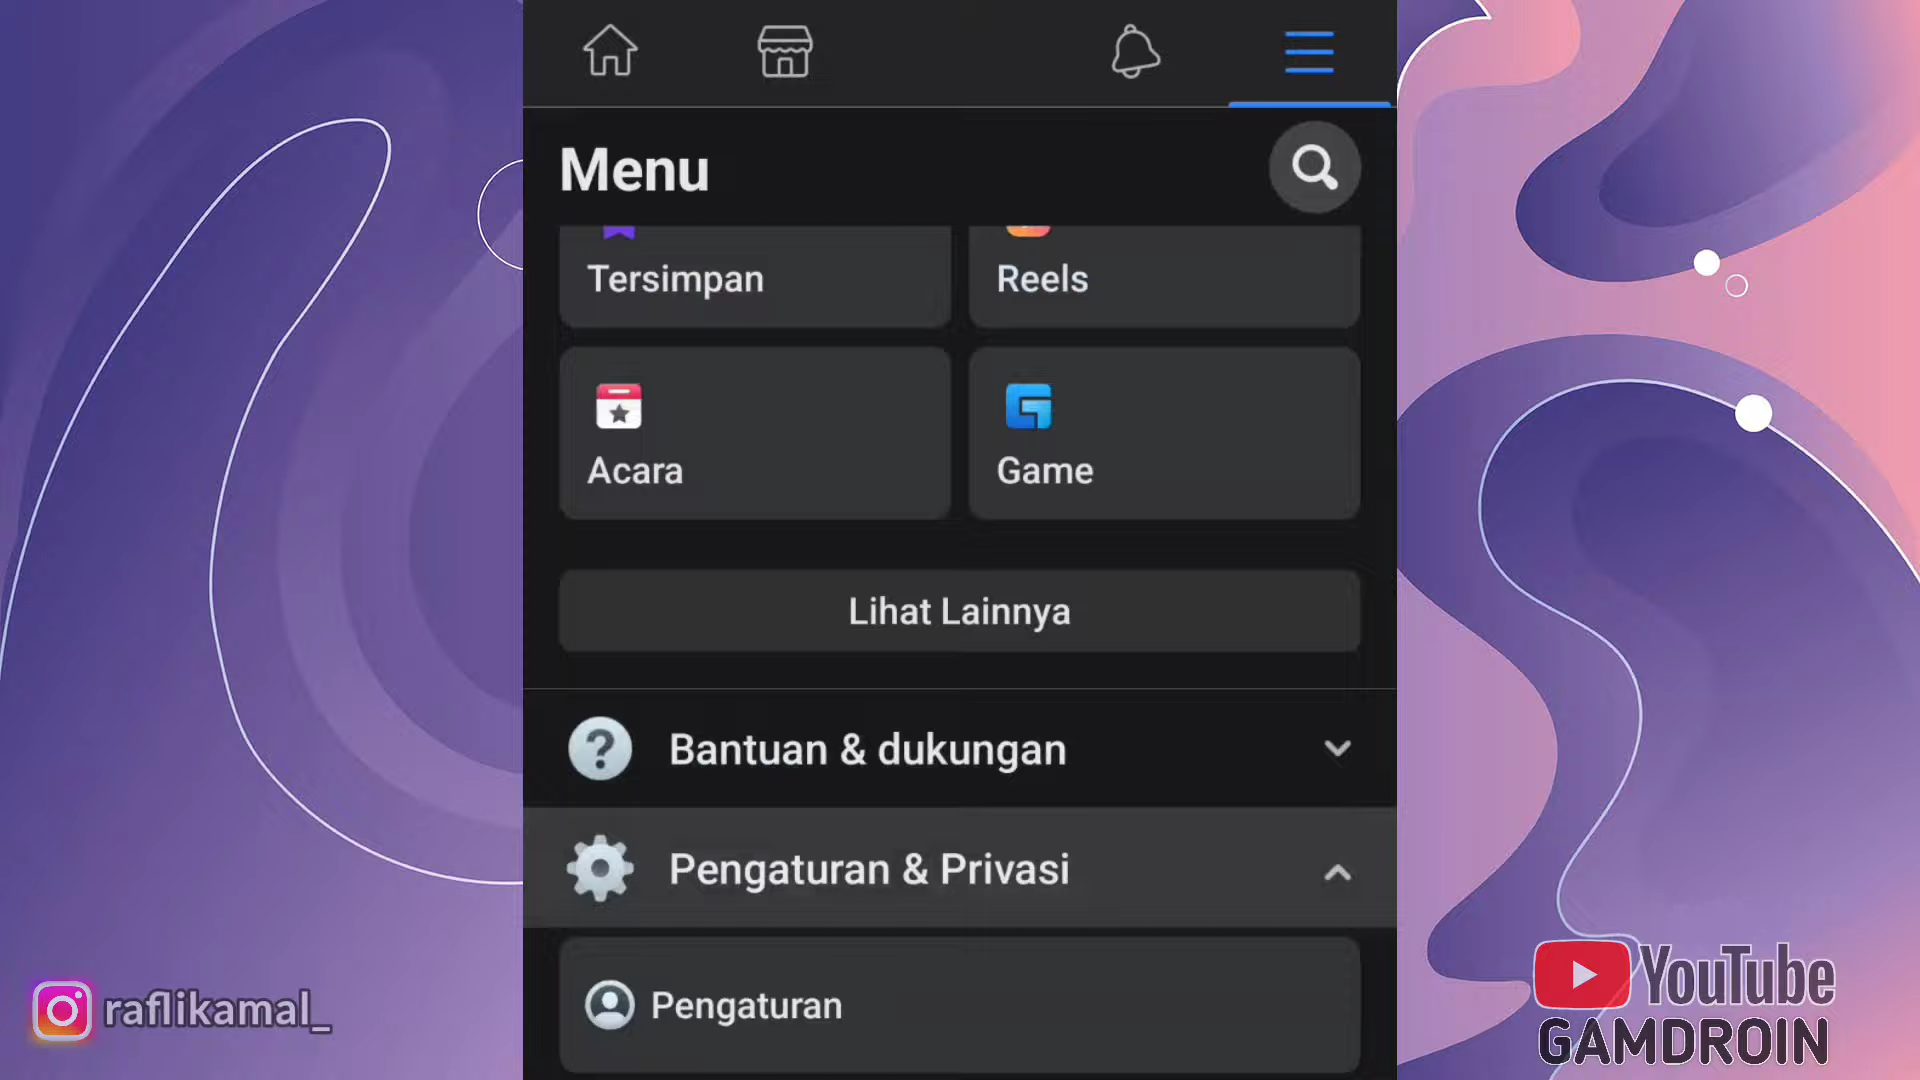 Menu
Tersimpan
Reels
Acara
Game
Lihat Lainnya
Bantuan & dukungan
Pengaturan & Privasi
Pengaturan
raflikamal_
YouTube
GAMDROIN